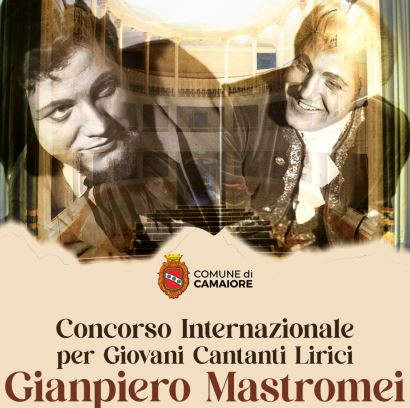 COMUNE di
CAMAIORE
Concorso Internazionale
per Giovani Cantanti Lirici
Gianpiero Mastromei